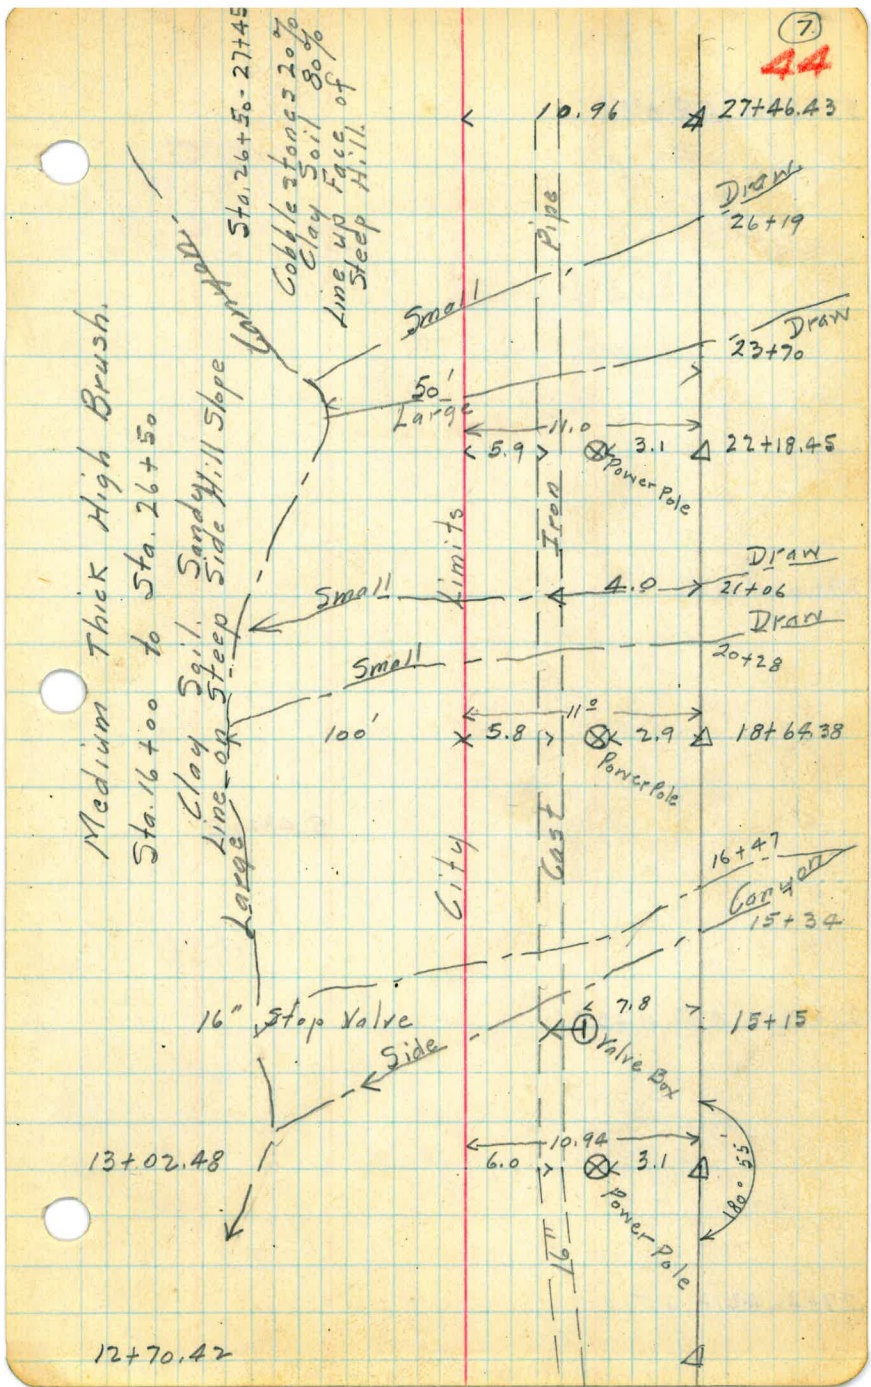 7
44
Sta. 26+50 - 27+45
Cobble stones 20%
Clay Soil 80%
Line up Face of
Steep Hill.
10.96
27+46.43
Draw
26+19
Small
Pipe
Canyon
Draw
23+70
50'
Large
Medium Thick High Brush.
Sta. 16+00 to Sta. 26+50
Clay Soil. Sandy
Line on Steep Side Hill Slope
Large
11.0
5.9
3.1
22+18.45
Power Pole
Limits
Iron
Draw
21+06
4.0
Small
Draw
20+28
Small
11.0
100'
5.8
2.9
18+64.38
Power Pole
City
Cast
16+47
Canyon
15+34
7.8
16" Stop Valve
15+15
Valve Box
Side
10.94
13+02.48
6.0
3.1
180° 55'
Power Pole
16"
12+70.42